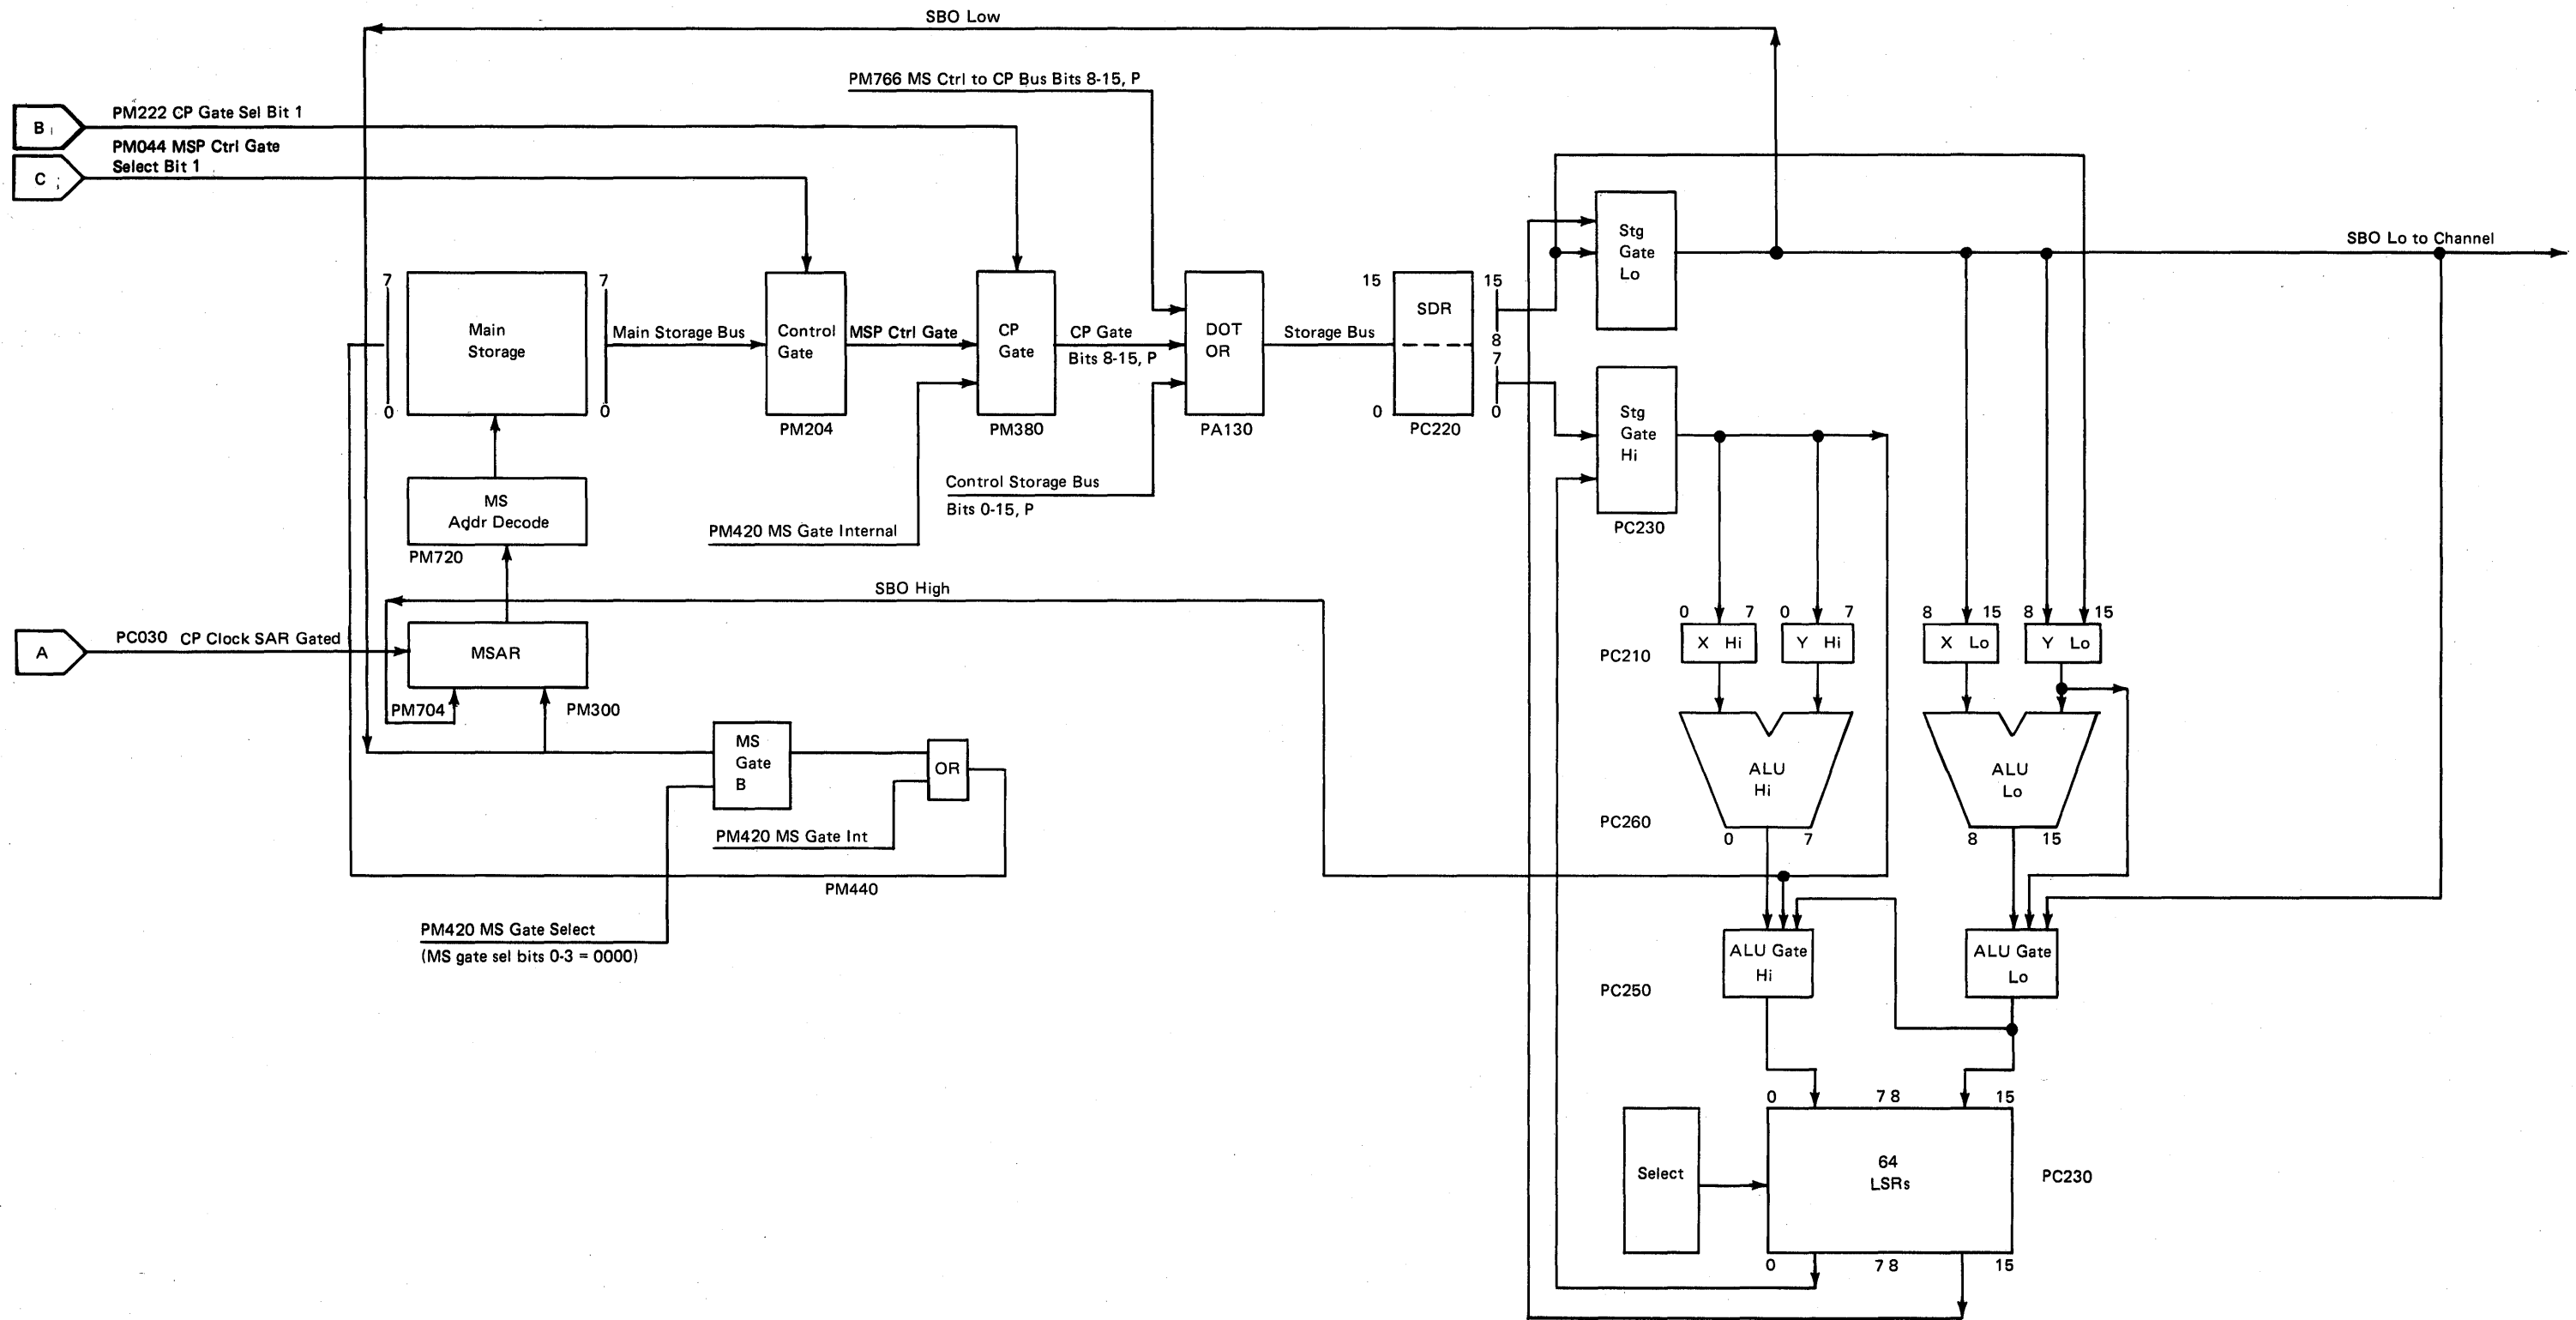 SBO Low
PM766 MS Ctrl to CP Bus Bits 8-15, P
B
PM222 CP Gate Sel Bit 1
PM044 MSP Ctrl Gate
Select Bit 1
C
Stg
Gate
Lo
SBO Lo to Channel
7
Main
Storage
0
7
0
Main Storage Bus
Control
Gate
PM204
MSP Ctrl Gate
CP
Gate
PM380
CP Gate
Bits 8-15, P
DOT
OR
PA130
Storage Bus
15
0
SDR
PC220
15
8
7
0
Stg
Gate
Hi
PC230
Control Storage Bus
Bits 0-15, P
PM420 MS Gate Internal
MS
Addr Decode
PM720
SBO High
A
PC030 CP Clock SAR Gated
MSAR
PM704
PM300
MS
Gate
B
OR
PM420 MS Gate Int
PM440
PM420 MS Gate Select
(MS gate sel bits 0-3 = 0000)
0 7
0 7
8 15
8 15
PC210
X Hi
Y Hi
X Lo
Y Lo
ALU
Hi
ALU
Lo
PC260
0 7
8 15
ALU Gate
Hi
ALU Gate
Lo
PC250
0 7 8 15
Select
64
LSRs
PC230
0 7 8 15